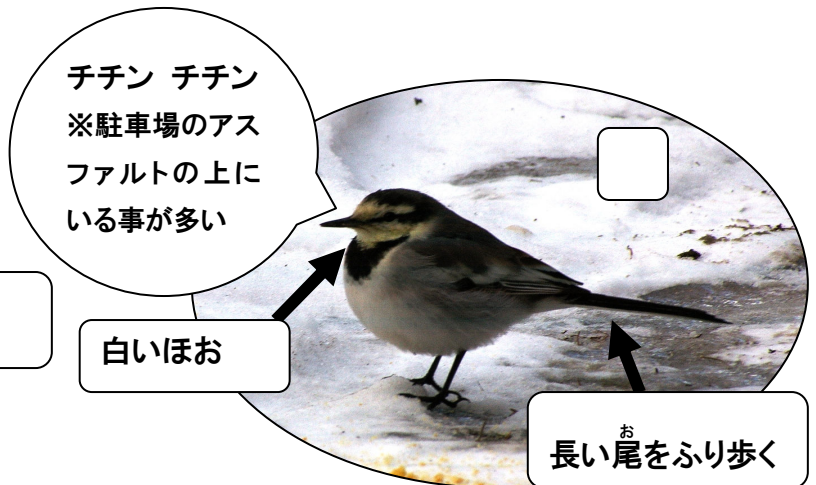 チチン チチン
※駐車場のアス
ファルトの上に
いる事が多い
白いほお
お
長い尾をふり歩く